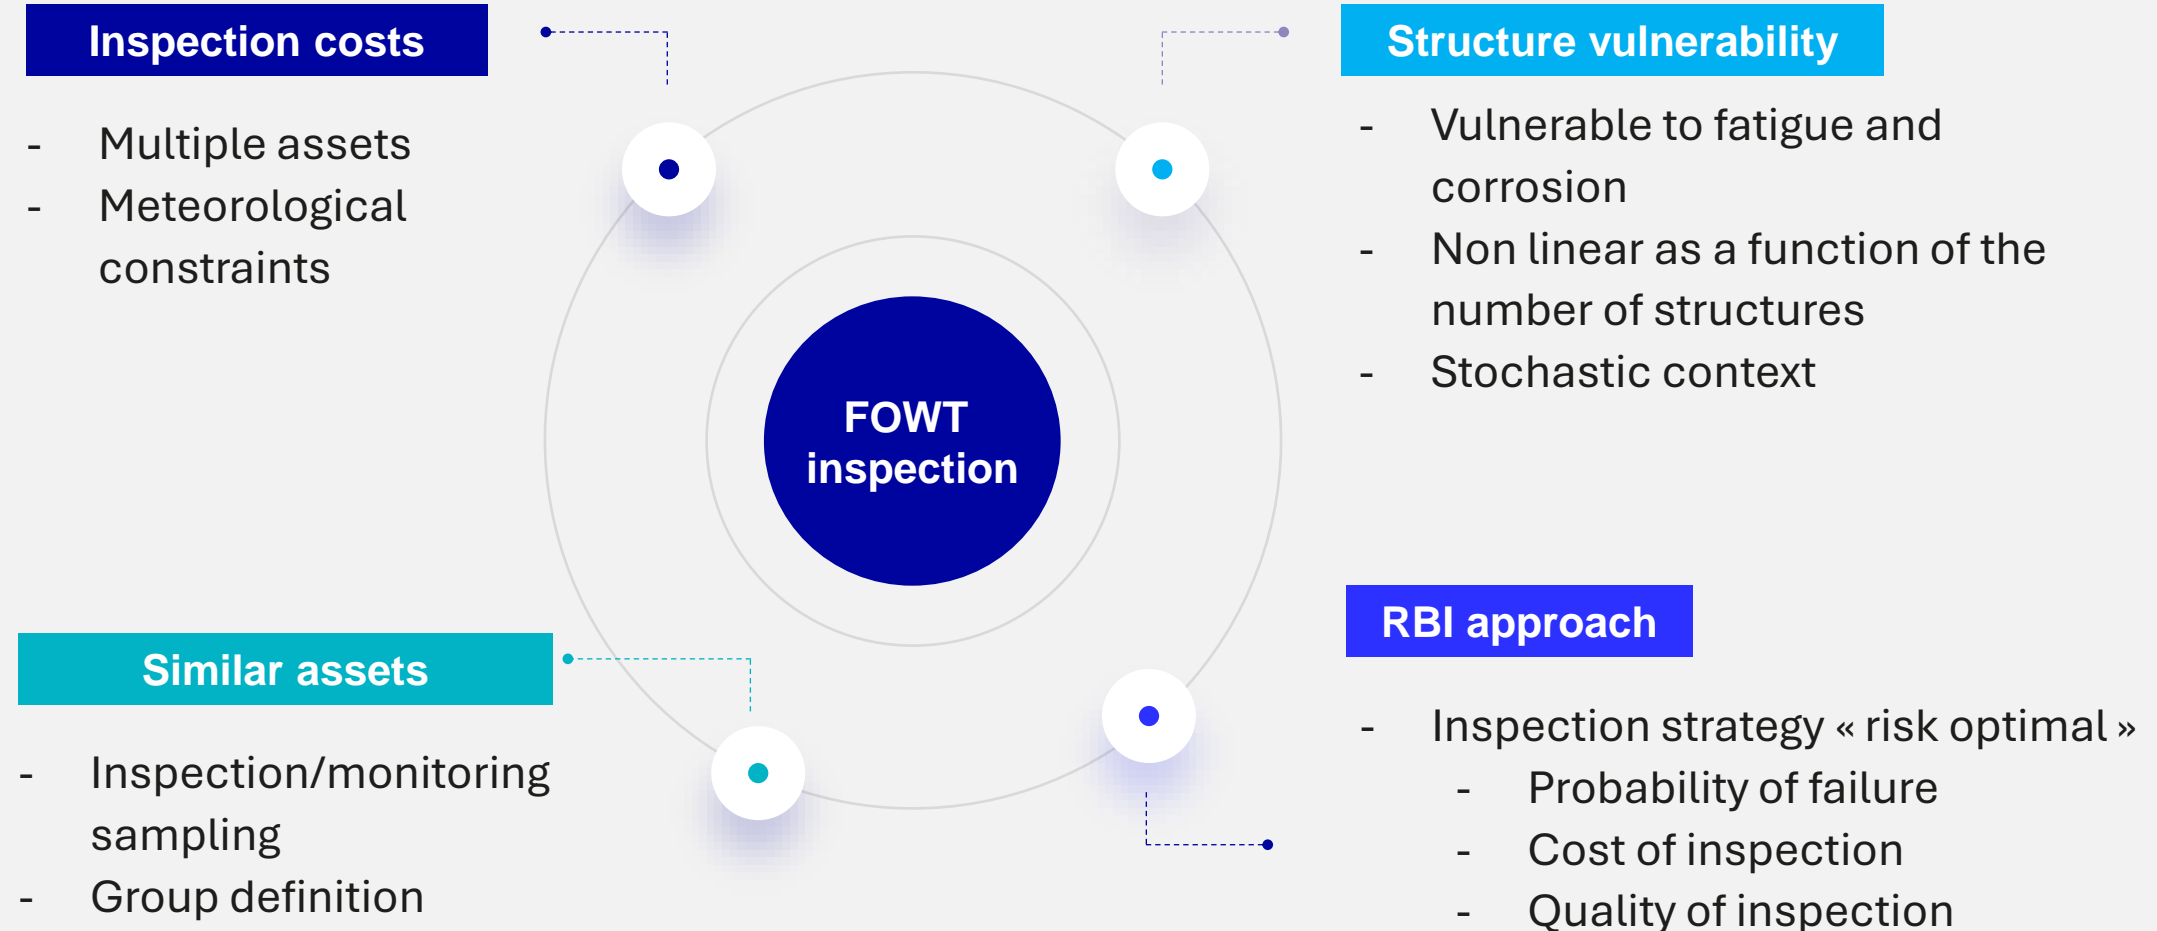 Inspection costs
- Multiple assets
- Meteorological
constraints
Structure vulnerability
- Vulnerable to fatigue and
corrosion
- Non linear as a function of the
number of structures
- Stochastic context
FOWT
inspection
Similar assets
- Inspection/monitoring
sampling
- Group definition
RBI approach
- Inspection strategy « risk optimal »
- Probability of failure
- Cost of inspection
- Quality of inspection